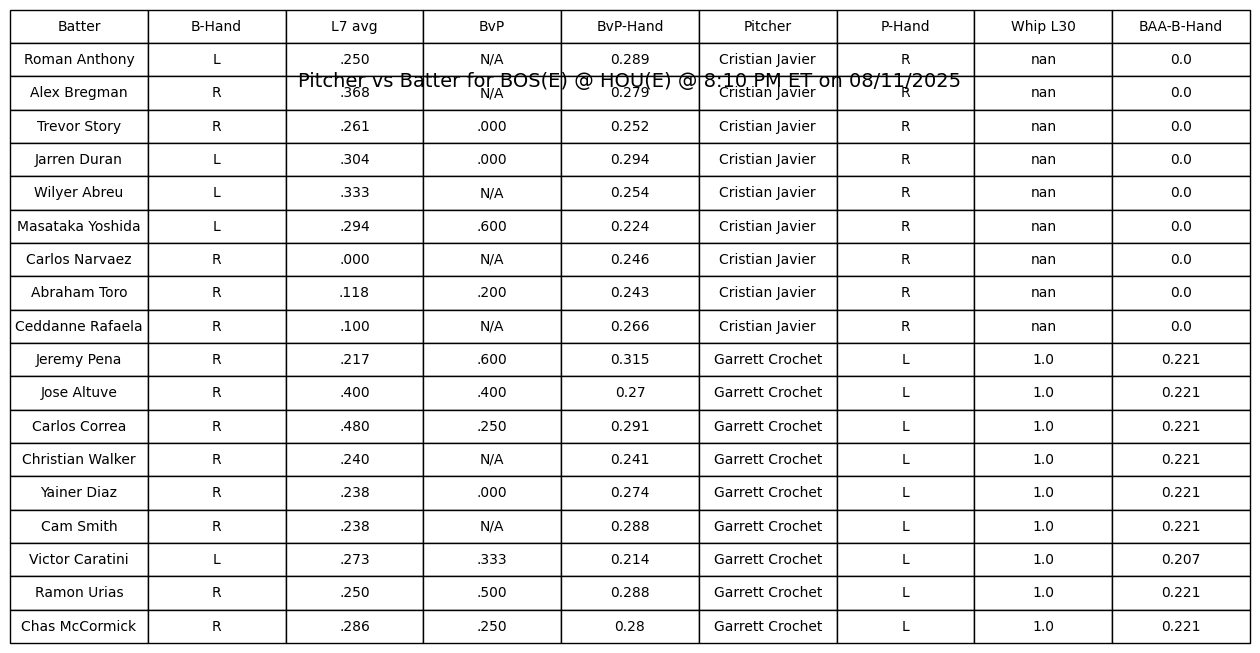 Batter B-Hand L7 avg BvP BvP-Hand Pitcher P-Hand Whip L30 BAA-B-Hand
Roman Anthony L .250 N/A 0.289 Cristian Javier R nan 0.0
Pitcher vs Batter for BOS(E) @ HOU(E) @ 8:10 PM ET on 08/11/2025
Alex Bregman R .368 N/A 0.279 Cristian Javier R nan 0.0
Trevor Story R .261 .000 0.252 Cristian Javier R nan 0.0
Jarren Duran L .304 .000 0.294 Cristian Javier R nan 0.0
Wilyer Abreu L .333 N/A 0.254 Cristian Javier R nan 0.0
Masataka Yoshida L .294 .600 0.224 Cristian Javier R nan 0.0
Carlos Narvaez R .000 N/A 0.246 Cristian Javier R nan 0.0
Abraham Toro R .118 .200 0.243 Cristian Javier R nan 0.0
Ceddanne Rafaela R .100 N/A 0.266 Cristian Javier R nan 0.0
Jeremy Pena R .217 .600 0.315 Garrett Crochet L 1.0 0.221
Jose Altuve R .400 .400 0.27 Garrett Crochet L 1.0 0.221
Carlos Correa R .480 .250 0.291 Garrett Crochet L 1.0 0.221
Christian Walker R .240 N/A 0.241 Garrett Crochet L 1.0 0.221
Yainer Diaz R .238 .000 0.274 Garrett Crochet L 1.0 0.221
Cam Smith R .238 N/A 0.288 Garrett Crochet L 1.0 0.221
Victor Caratini L .273 .333 0.214 Garrett Crochet L 1.0 0.207
Ramon Urias R .250 .500 0.288 Garrett Crochet L 1.0 0.221
Chas McCormick R .286 .250 0.28 Garrett Crochet L 1.0 0.221